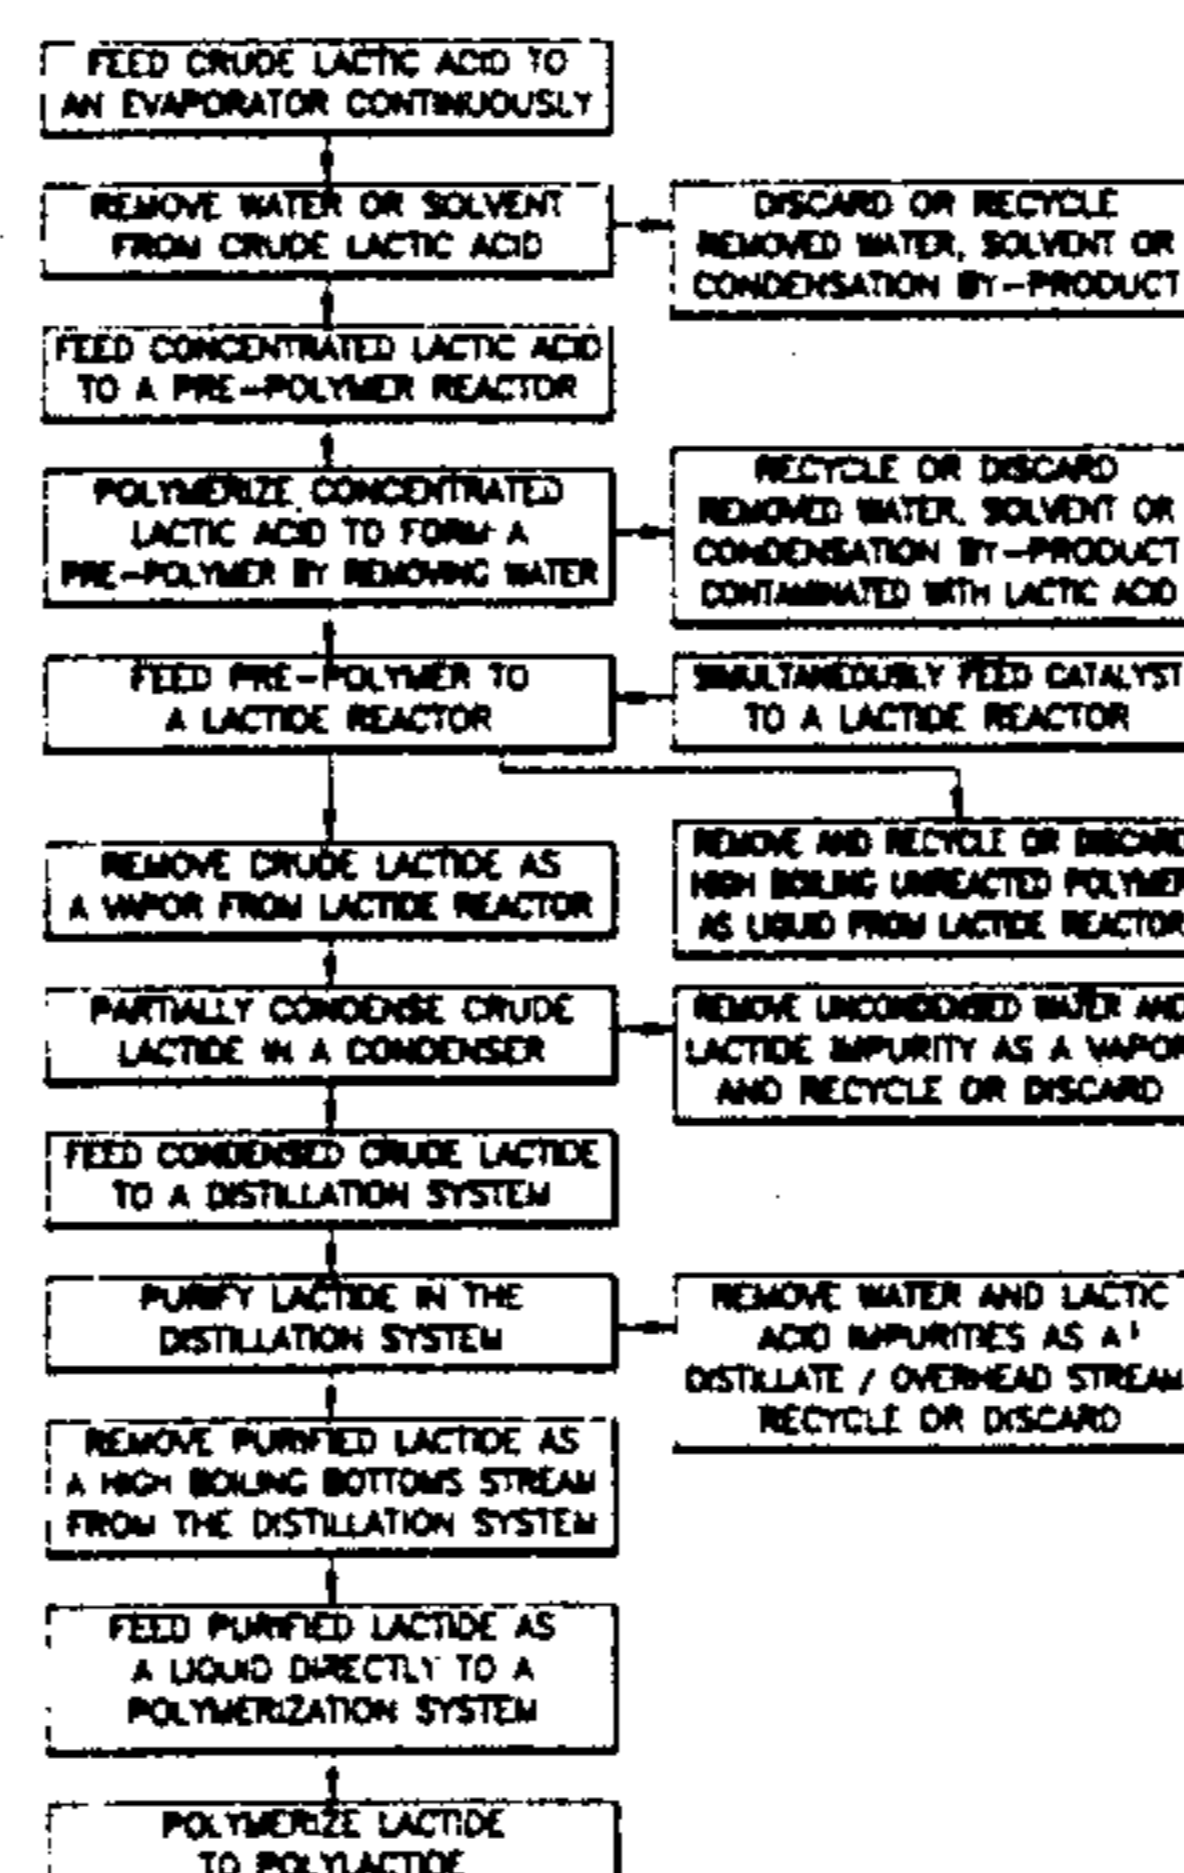 FEED CRUDE LACTIC ACID TO
AN EVAPORATOR CONTINUOUSLY
REMOVE WATER OR SOLVENT
FROM CRUDE LACTIC ACID
DISCARD OR RECYCLE
REMOVED WATER, SOLVENT OR
CONDENSATION BY-PRODUCT
FEED CONCENTRATED LACTIC ACID
TO A PRE-POLYMER REACTOR
POLYMERIZE CONCENTRATED
LACTIC ACID TO FORM A
PRE-POLYMER BY REMOVING WATER
RECYCLE OR DISCARD
REMOVED WATER, SOLVENT OR
CONDENSATION BY-PRODUCT
CONTAMINATED WITH LACTIC ACID
FEED PRE-POLYMER TO
A LACTIDE REACTOR
SIMULTANEOUSLY FEED CATALYST
TO A LACTIDE REACTOR
REMOVE CRUDE LACTIDE AS
A VAPOR FROM LACTIDE REACTOR
REMOVE AND RECYCLE OR DISCARD
HIGH BOILING UNREACTED POLYMER
AS LIQUID FROM LACTIDE REACTOR
PARTIALLY CONDENSE CRUDE
LACTIDE IN A CONDENSER
REMOVE UNCONDENSED WATER AND
LACTIDE IMPURITY AS A VAPOR
AND RECYCLE OR DISCARD
FEED CONDENSED CRUDE LACTIDE
TO A DISTILLATION SYSTEM
PURIFY LACTIDE IN THE
DISTILLATION SYSTEM
REMOVE WATER AND LACTIC
ACID IMPURITIES AS A
DISTILLATE / OVERHEAD STREAM
RECYCLE OR DISCARD
REMOVE PURIFIED LACTIDE AS
A HIGH BOILING BOTTOMS STREAM
FROM THE DISTILLATION SYSTEM
FEED PURIFIED LACTIDE AS
A LIQUID DIRECTLY TO A
POLYMERIZATION SYSTEM
POLYMERIZE LACTIDE
TO POLYLACTIDE